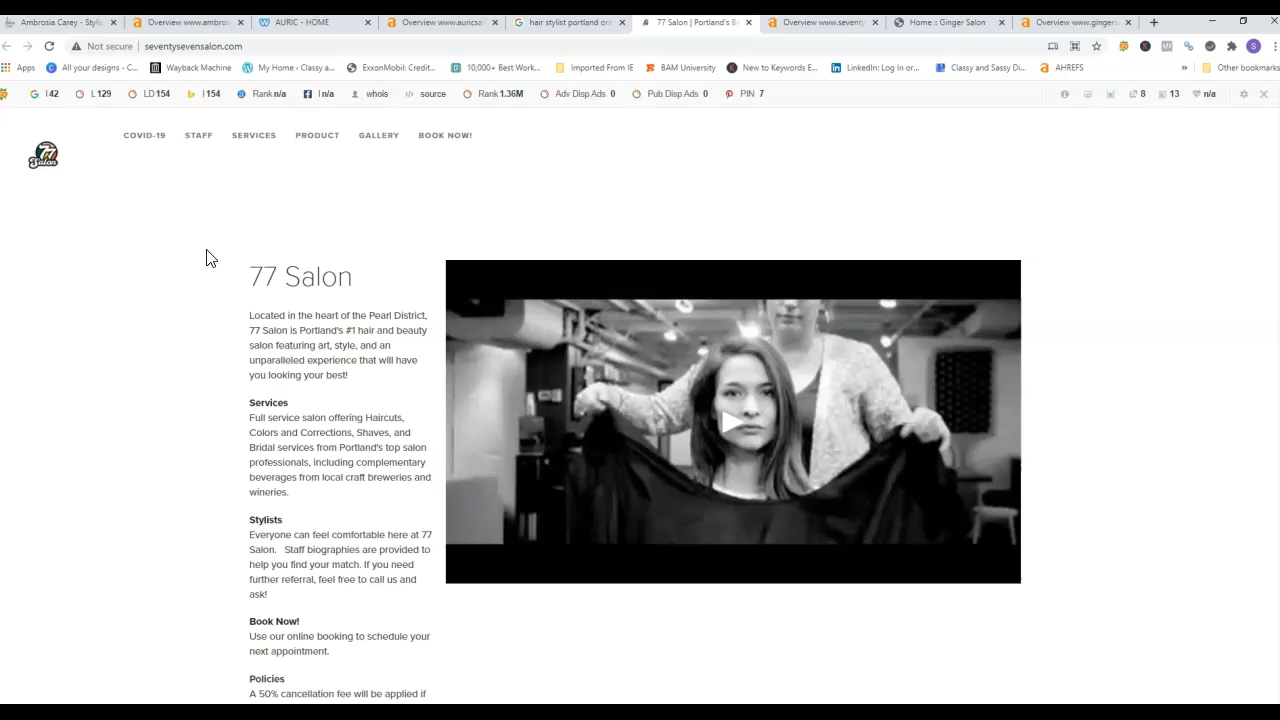 Ambrosia Carey - Stylis
Overview www.ambros
AURIC - HOME
Overview www.auricsal
hair stylist portland ore
77 Salon | Portland's Be
Overview www.seventy
Home :: Ginger Salon
Overview www.gingers
Not secure
seventysevensalon.com
Apps
All your designs - C...
Wayback Machine
My Home ‹ Classy a...
ExxonMobil: Credit...
10,000+ Best Work...
Imported From IE
BAM University
New to Keywords E...
LinkedIn: Log In or...
Classy and Sassy Di...
AHREFS
Other bookmarks
I 42
L 129
LD 154
I 154
Rank n/a
I n/a
whois
source
Rank 1.36M
Adv Disp Ads 0
Pub Disp Ads 0
PIN 7
8
13
n/a
COVID-19 STAFF SERVICES PRODUCT GALLERY BOOK NOW!
77
Salon
77 Salon
Located in the heart of the Pearl District,
77 Salon is Portland's #1 hair and beauty
salon featuring art, style, and an
unparalleled experience that will have
you looking your best!
Services
Full service salon offering Haircuts,
Colors and Corrections, Shaves, and
Bridal services from Portland's top salon
professionals, including complementary
beverages from local craft breweries and
wineries.
Stylists
Everyone can feel comfortable here at 77
Salon. Staff biographies are provided to
help you find your match. If you need
further referral, feel free to call us and
ask!
Book Now!
Use our online booking to schedule your
next appointment.
Policies
A 50% cancellation fee will be applied if